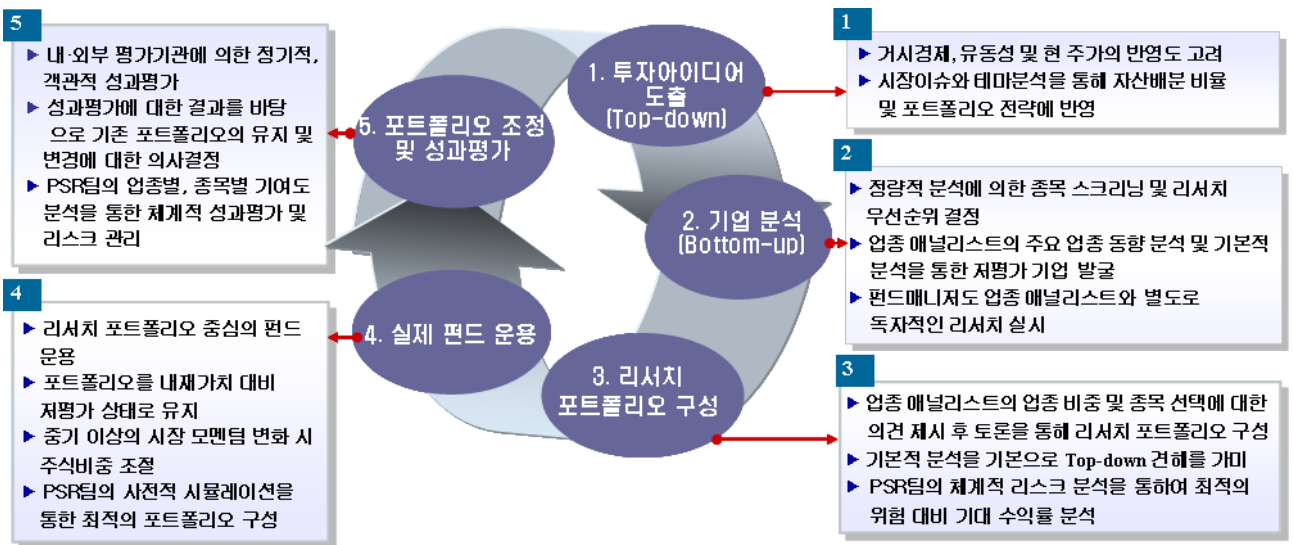 1. 투자아이디어
도출
(Top-down)
2. 기업 분석
(Bottom-up)
3. 리서치
포트폴리오 구성
4. 실제 펀드 운용
5. 포트폴리오 조정
및 성과평가
1
▶ 거시경제, 유동성 및 현 주가의 반영도 고려
▶ 시장이슈와 테마분석을 통해 자산배분 비율
및 포트폴리오 전략에 반영
2
▶ 정량적 분석에 의한 종목 스크리닝 및 리서치
우선순위 결정
▶ 업종 애널리스트의 주요 업종 동향 분석 및 기본적
분석을 통한 저평가 기업 발굴
▶ 펀드매니저도 업종 애널리스트와 별도로
독자적인 리서치 실시
3
▶ 업종 애널리스트의 업종 비중 및 종목 선택에 대한
의견 제시 후 토론을 통해 리서치 포트폴리오 구성
▶ 기본적 분석을 기본으로 Top-down 견해를 가미
▶ PSR팀의 체계적 리스크 분석을 통하여 최적의
위험 대비 기대 수익률 분석
4
▶ 리서치 포트폴리오 중심의 펀드
운용
▶ 포트폴리오를 내재가치 대비
저평가 상태로 유지
▶ 중기 이상의 시장 모멘텀 변화 시
주식비중 조절
▶ PSR팀의 사전적 시뮬레이션을
통한 최적의 포트폴리오 구성
5
▶ 내·외부 평가기관에 의한 정기적,
객관적 성과평가
▶ 성과평가에 대한 결과를 바탕
으로 기존 포트폴리오의 유지 및
변경에 대한 의사결정
▶ PSR팀의 업종별, 종목별 기여도
분석을 통한 체계적 성과평가 및
리스크 관리